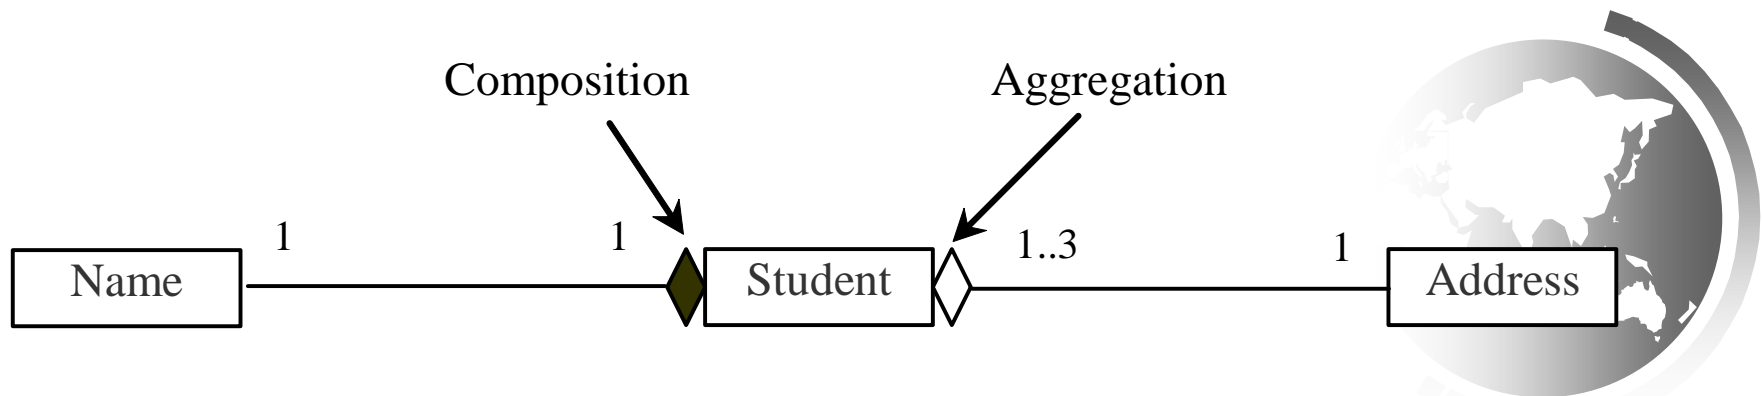 Composition
Aggregation
1
1
1..3
1
Name
Student
Address